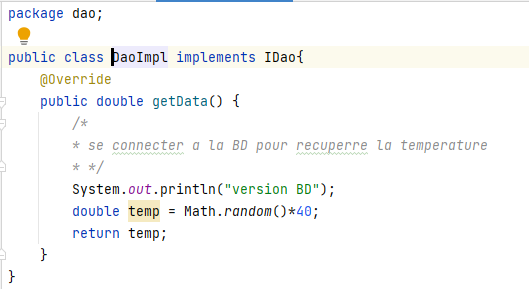 package dao;
public class DaoImpl implements IDao{
@Override
public double getData() {
/*
* se connecter a la BD pour recuperre la temperature
* */
System.out.println("version BD");
double temp = Math.random()*40;
return temp;
}
}